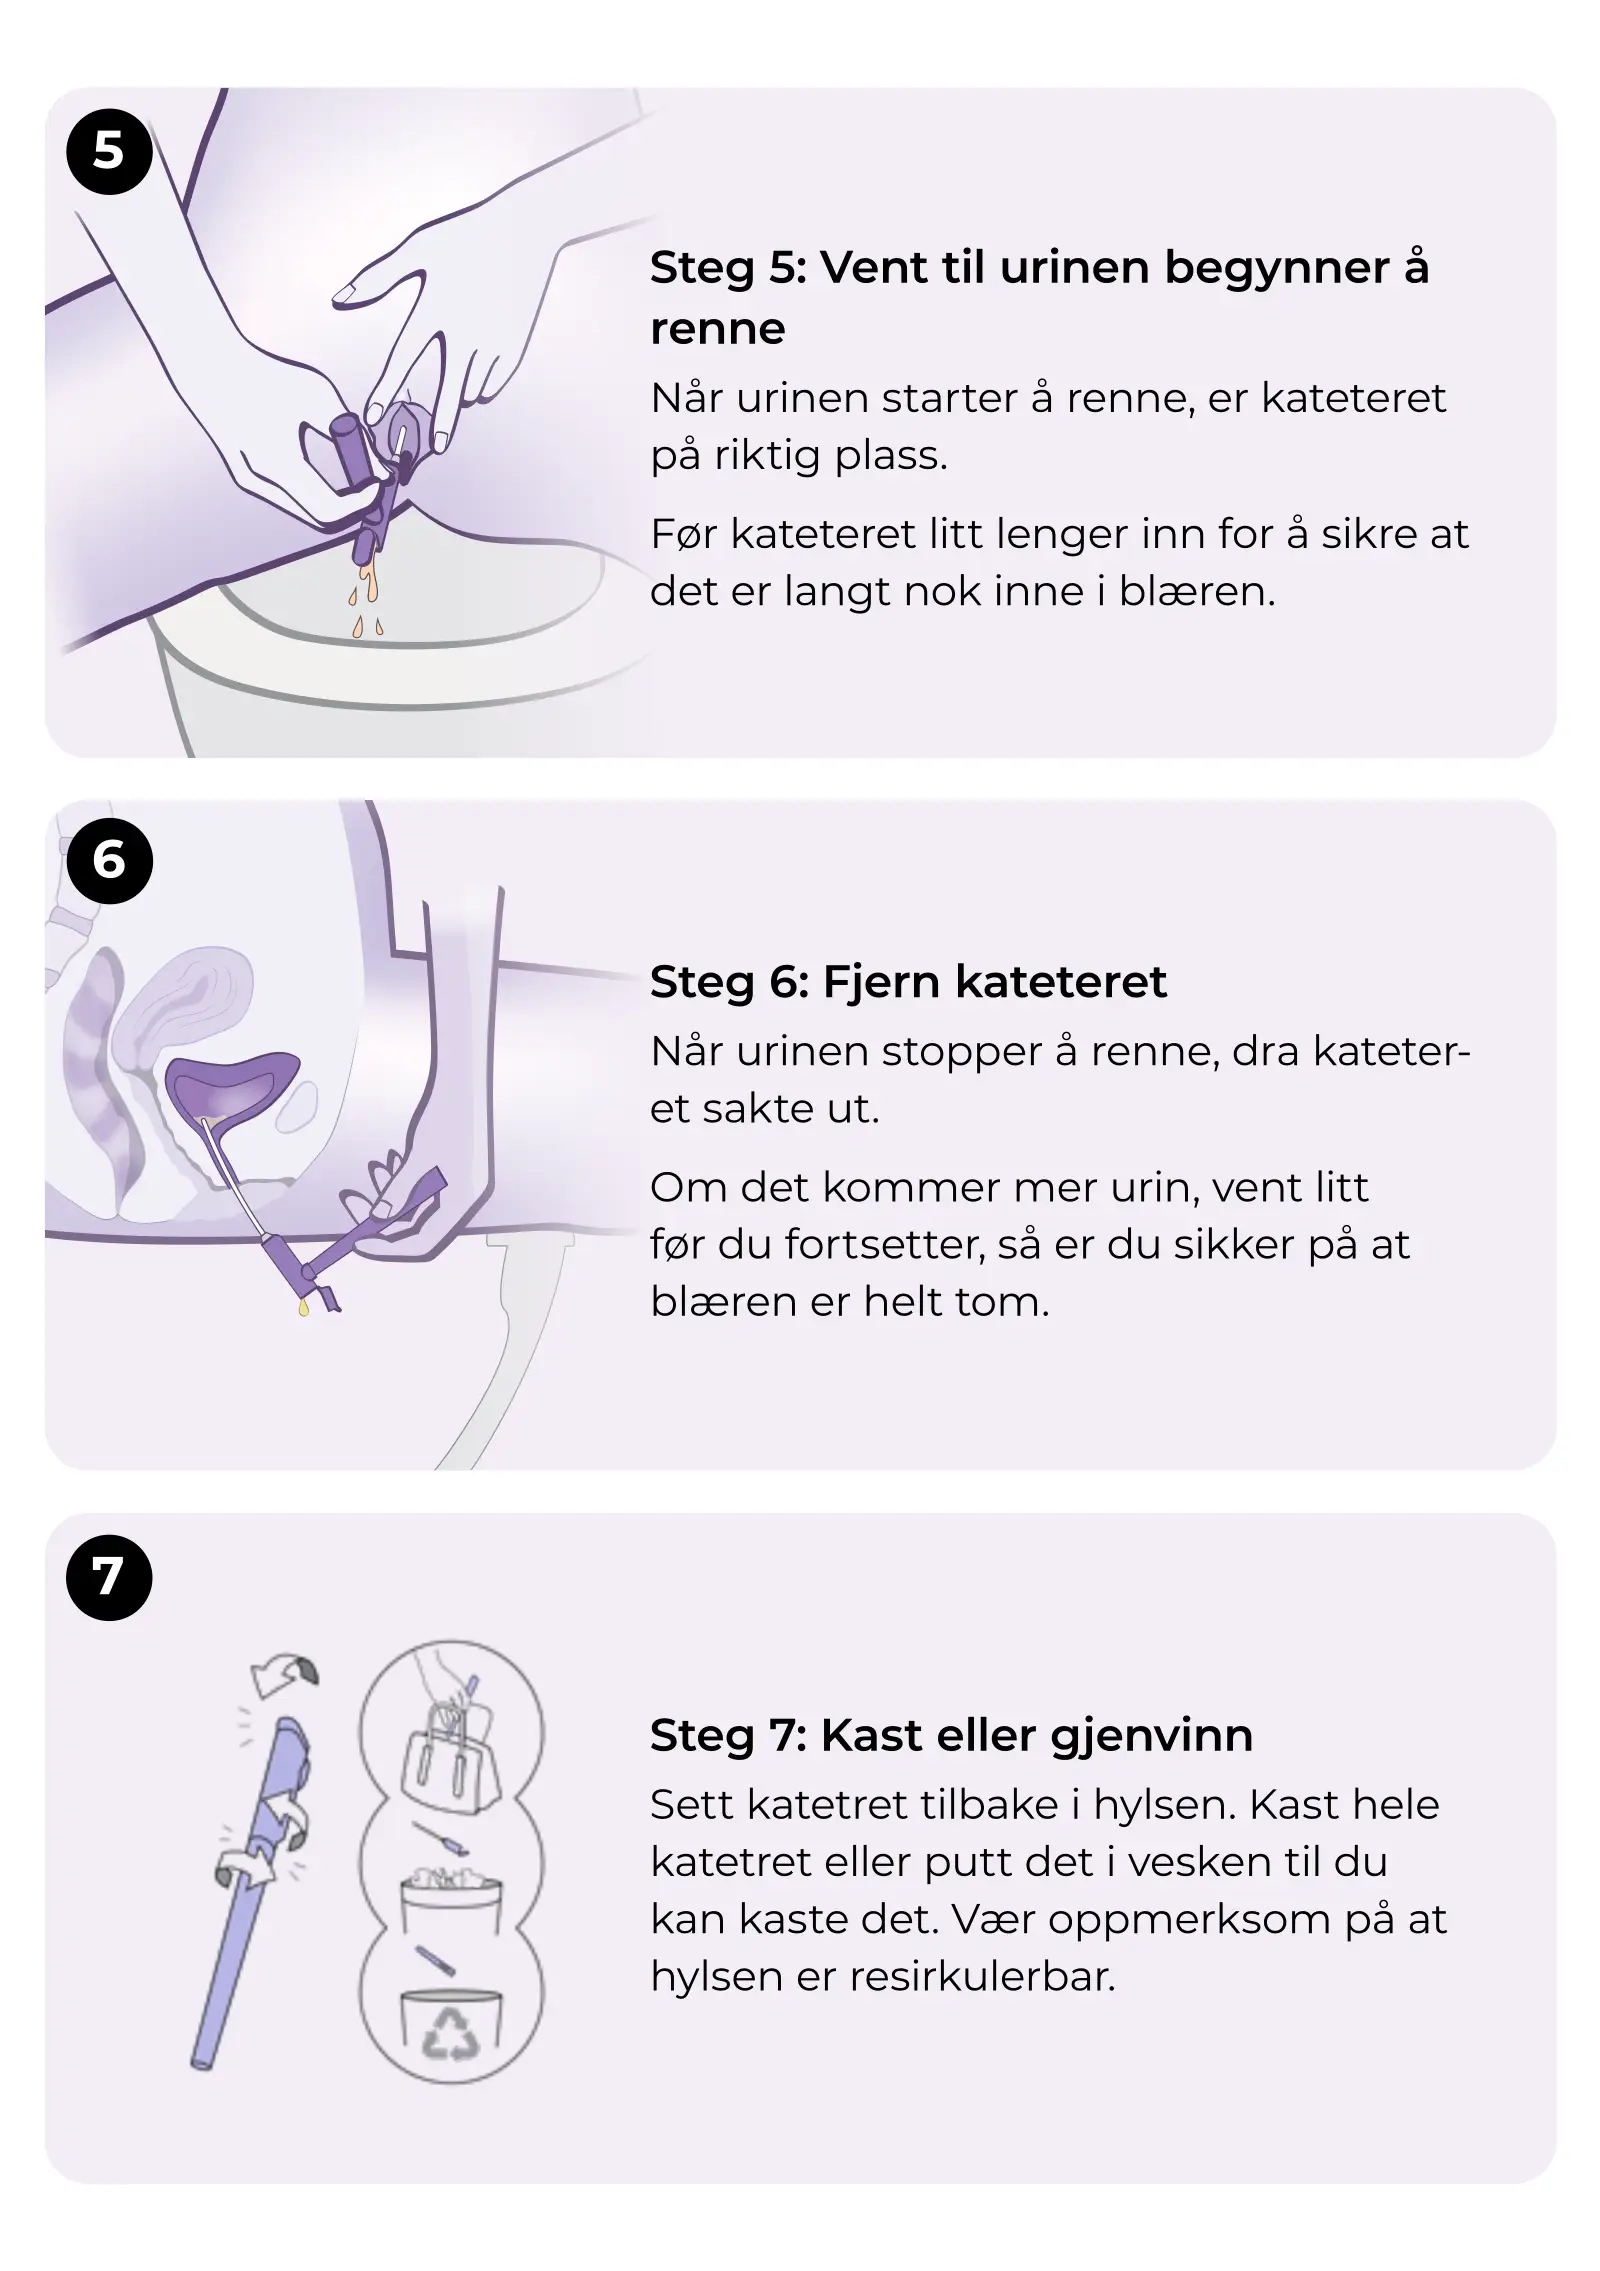 5
Steg 5: Vent til urinen begynner å
renne
Når urinen starter å renne, er kateteret
på riktig plass.
Før kateteret litt lenger inn for å sikre at
det er langt nok inne i blæren.
6
Steg 6: Fjern kateteret
Når urinen stopper å renne, dra kateter-
et sakte ut.
Om det kommer mer urin, vent litt
før du fortsetter, så er du sikker på at
blæren er helt tom.
7
Steg 7: Kast eller gjenvinn
Sett katetret tilbake i hylsen. Kast hele
katetret eller putt det i vesken til du
kan kaste det. Vær oppmerksom på at
hylsen er resirkulerbar.